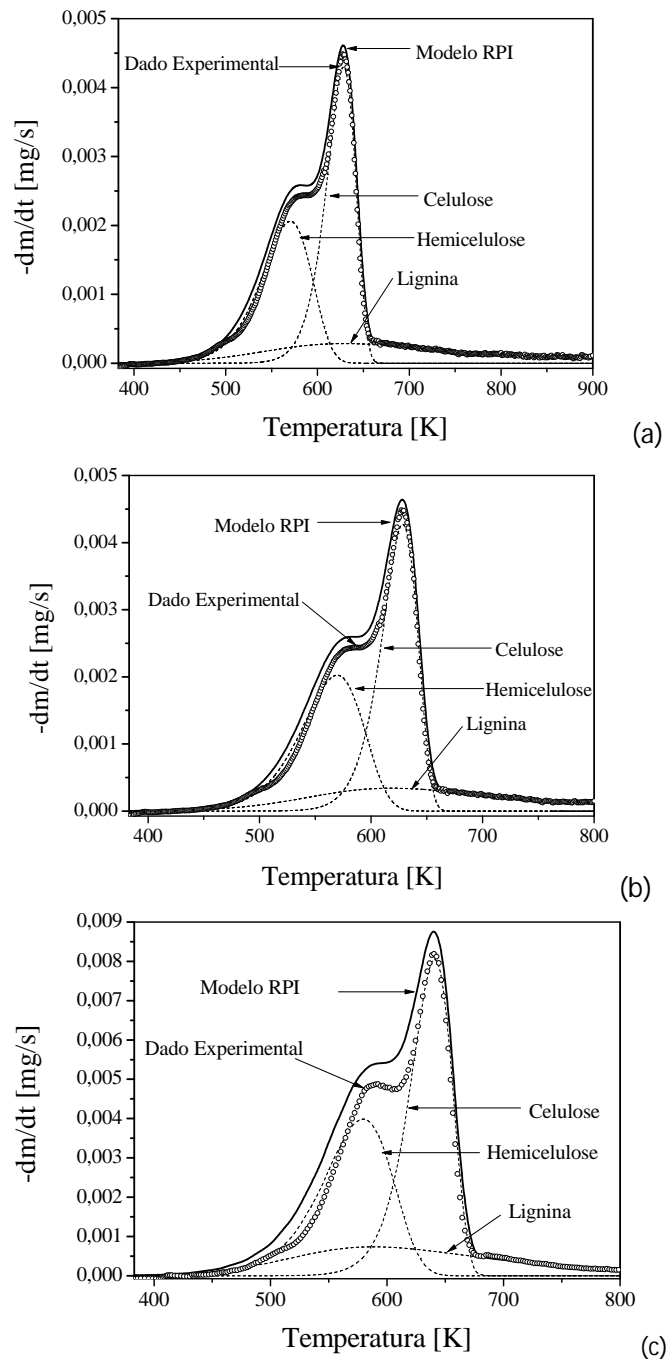 0,005
0,004
0,003
0,002
0,001
0,000
-dm/dt [mg/s]
Modelo RPI
Dado Experimental
Celulose
Hemicelulose
Lignina
400 500 600 700 800 900
Temperatura [K]
(a)
0,005
0,004
0,003
0,002
0,001
0,000
-dm/dt [mg/s]
Modelo RPI
Dado Experimental
Celulose
Hemicelulose
Lignina
400 500 600 700 800
Temperatura [K]
(b)
0,009
0,008
0,007
0,006
0,005
0,004
0,003
0,002
0,001
0,000
-dm/dt [mg/s]
Modelo RPI
Dado Experimental
Celulose
Hemicelulose
Lignina
400 500 600 700 800
Temperatura [K]
(c)